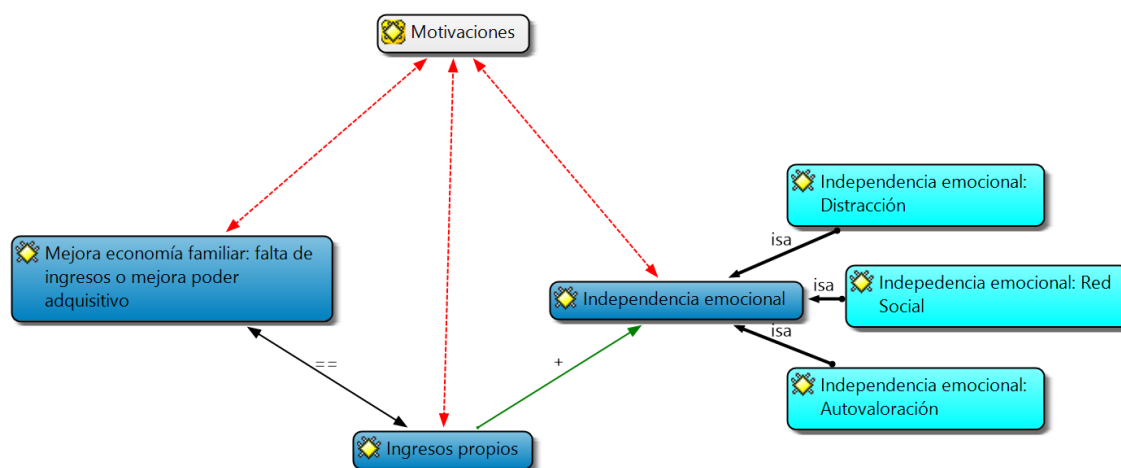 Motivaciones
Independencia emocional:
Distracción
isa
Mejora economía familiar: falta de
ingresos o mejora poder
adquisitivo
Independencia emocional
isa
Indepedencia emocional: Red
Social
isa
==
+
Independencia emocional:
Autovaloración
Ingresos propios